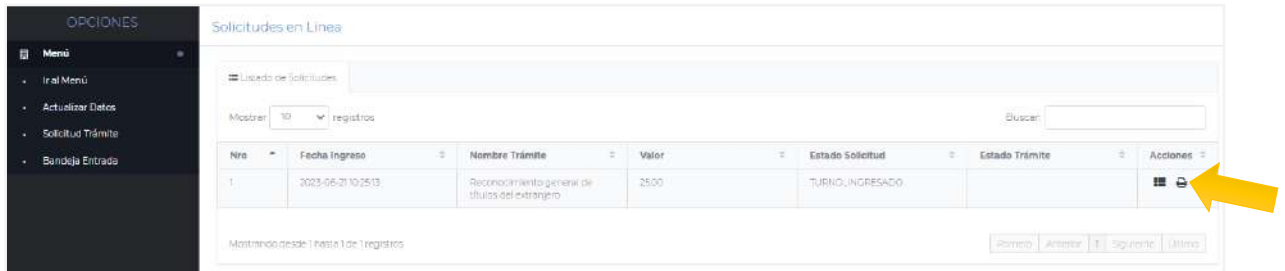 OPCIONES
Solicitudes en Linea
Menú
Ir al Menú
Listado de Solicitudes
Actualizar Datos
Mostrar 10 registros
Buscar:
Solicitud Trámite
Bandeja Entrada
Nro Fecha Ingreso Nombre Trámite Valor Estado Solicitud Estado Trámite Acciones
1 2023-06-21 10:25:13 Reconocimiento general de títulos del extranjero 25.00 TURNO_INGRESADO
Mostrando desde 1 hasta 1 de 1 registros
Primero Anterior 1 Siguiente Último